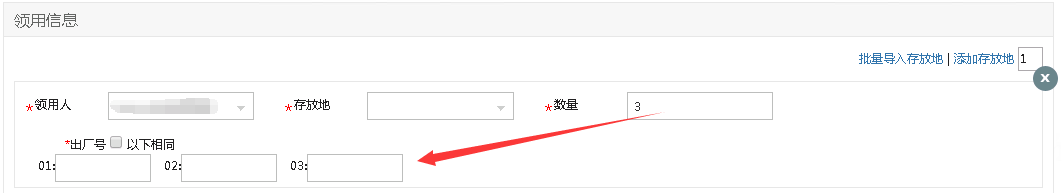 领用信息
批量导入存放地 | 添加存放地 1
*领用人 *存放地 *数量 3
*出厂号 以下相同
01: 02: 03: